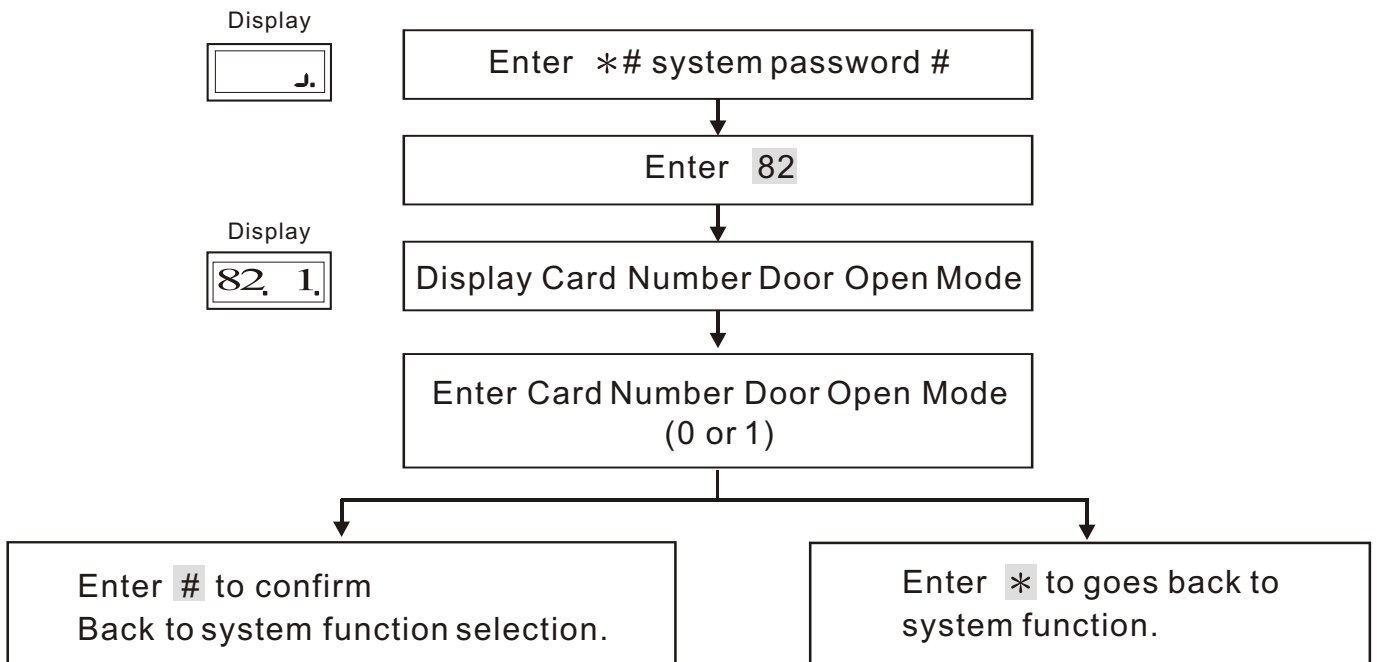 Display
Enter *# system password #
Enter 82
Display
82. 1.
Display Card Number Door Open Mode
Enter Card Number Door Open Mode
(0 or 1)
Enter # to confirm
Back to system function selection.
Enter * to goes back to
system function.